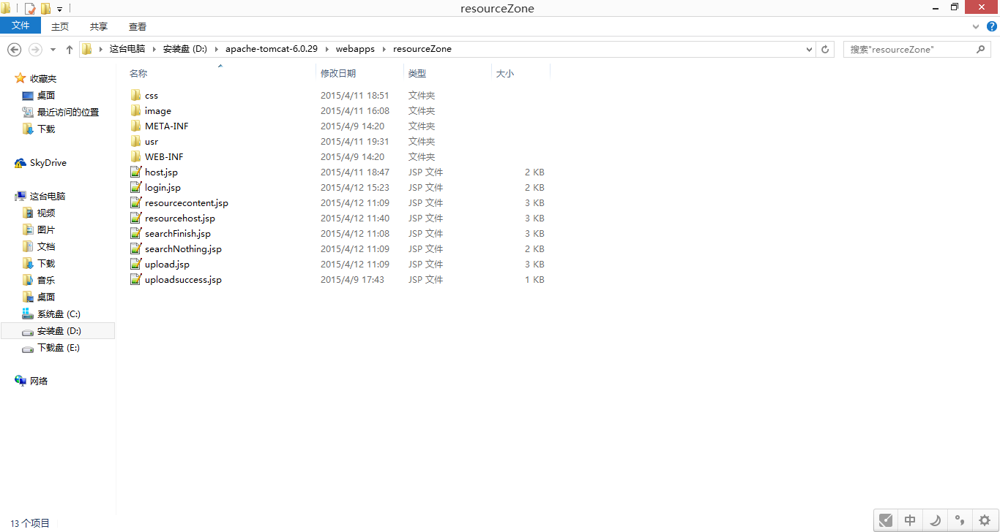 resourceZone
文件 主页 共享 查看
这台电脑 安装盘 (D:) apache-tomcat-6.0.29 webapps resourceZone 搜索"resourceZone"
名称 修改日期 类型 大小
css 2015/4/11 18:51 文件夹
image 2015/4/11 16:08 文件夹
META-INF 2015/4/9 14:20 文件夹
usr 2015/4/11 19:31 文件夹
WEB-INF 2015/4/9 14:20 文件夹
host.jsp 2015/4/11 18:47 JSP 文件 2 KB
login.jsp 2015/4/12 15:23 JSP 文件 2 KB
resourcecontent.jsp 2015/4/12 11:09 JSP 文件 3 KB
resourcehost.jsp 2015/4/12 11:40 JSP 文件 3 KB
searchFinish.jsp 2015/4/12 11:08 JSP 文件 3 KB
searchNothing.jsp 2015/4/12 11:09 JSP 文件 2 KB
upload.jsp 2015/4/12 11:09 JSP 文件 3 KB
uploadsuccess.jsp 2015/4/9 17:43 JSP 文件 1 KB
收藏夹
桌面
最近访问的位置
下载
SkyDrive
这台电脑
视频
图片
文档
下载
音乐
桌面
系统盘 (C:)
安装盘 (D:)
下载盘 (E:)
网络
13 个项目
中